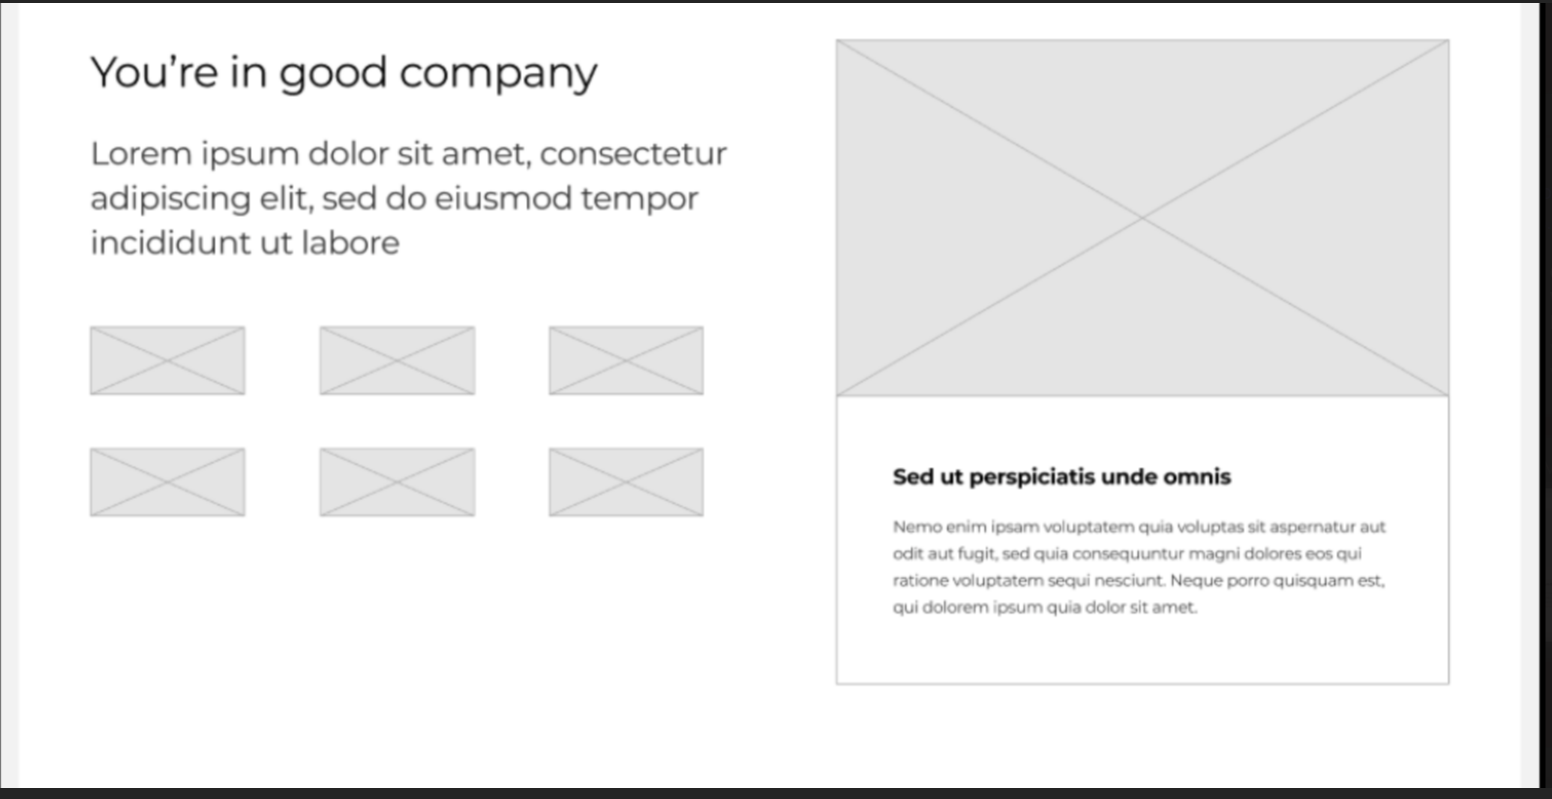 You're in good company
Lorem ipsum dolor sit amet, consectetur
adipiscing elit, sed do eiusmod tempor
incididunt ut labore
Sed ut perspiciatis unde omnis
Nemo enim ipsam voluptatem quia voluptas sit aspernatur aut
odit aut fugit, sed quia consequuntur magni dolores eos qui
ratione voluptatem sequi nesciunt. Neque porro quisquam est,
qui dolorem ipsum quia dolor sit amet.